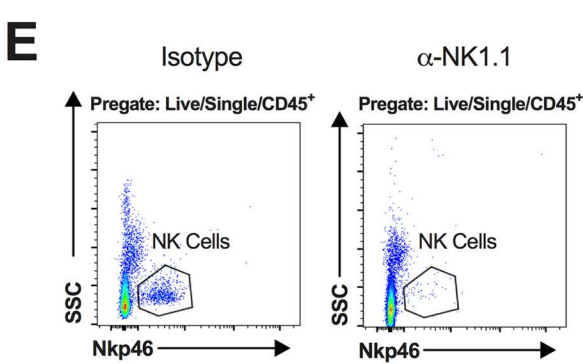 E
Isotype
α-NK1.1
Pregate: Live/Single/CD45⁺
Pregate: Live/Single/CD45⁺
NK Cells
NK Cells
SSC
SSC
Nkp46
Nkp46